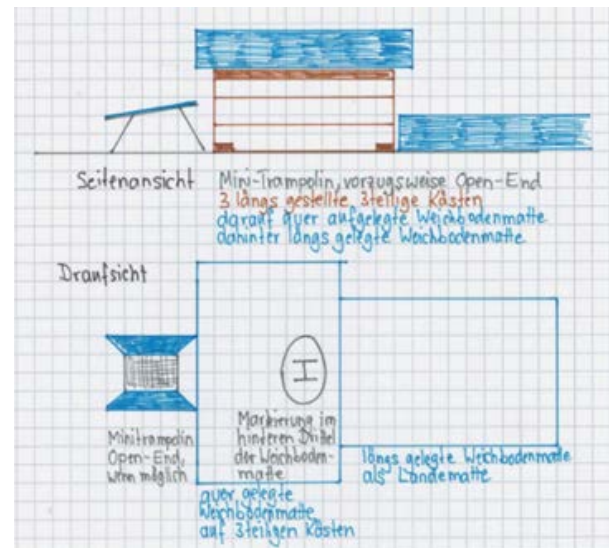 Seitenansicht
Mini-Trampolin, vorzugsweise Open-End
3 längs gestellte 3teilige Kästen
darauf quer aufgelegte Weichbodenmatte
dahinter längs gelegte Weichbodenmatte
Draufsicht
H
Minitrampolin
Open-End,
wenn möglich
Markierung im
hinteren Drittel
der Weichboden-
matte
längs gelegte Weichbodenmatte
als Landematte
quer gelegte
Weichbodenmatte
auf 3teiligen Kästen